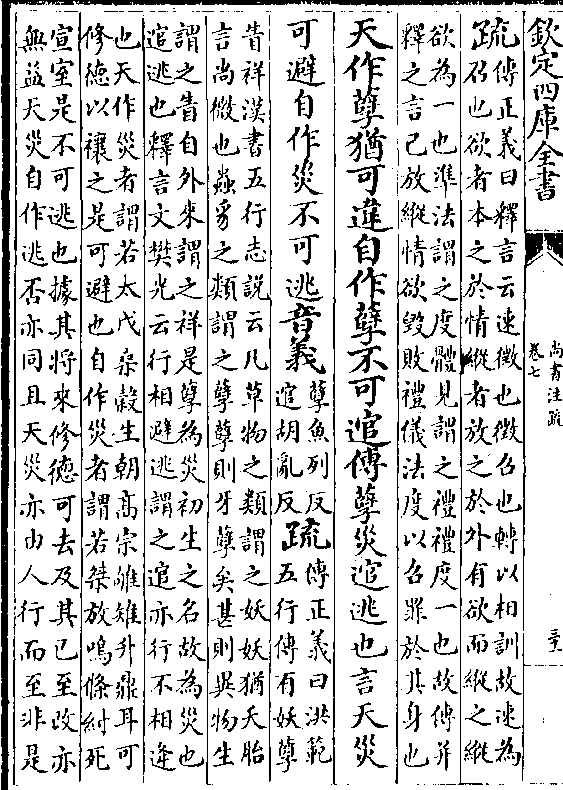 欽定四庫全書
尚書注疏
卷七
三十
疏傳正義曰釋言云速徵也徵召也轉以相訓故速為
召也欲者本之於情縱者放之於外有欲而縱之縱
欲為一也準法謂之度體見謂之禮禮度一也故傳并
釋之言己放縱情欲毀敗禮儀法度以召罪於其身也
天作孽猶可違自作孽不可逭傳孽災逭逃也言天災
可避自作災不可逃音義孽魚列反
逭胡亂反疏傳正義曰洪範
五行傳有妖孽
眚祥漢書五行志說云凡草物之類謂之妖妖猶夭胎
言尚微也蟲豸之類謂之孽孽則牙孽矣甚則異物生
謂之眚自外來謂之祥是孽為災初生之名故為災也
逭逃也釋言文樊光云行相避逃謂之逭亦行不相逢
也天作災者謂若太戊桑穀生朝高宗雊雉升鼎耳可
修德以禳之是可避也自作災者謂若桀放鳴條紂死
宣室是不可逃也據其將來修德可去及其已至改亦
無益天災自作逃否亦同且天災亦由人行而至非是